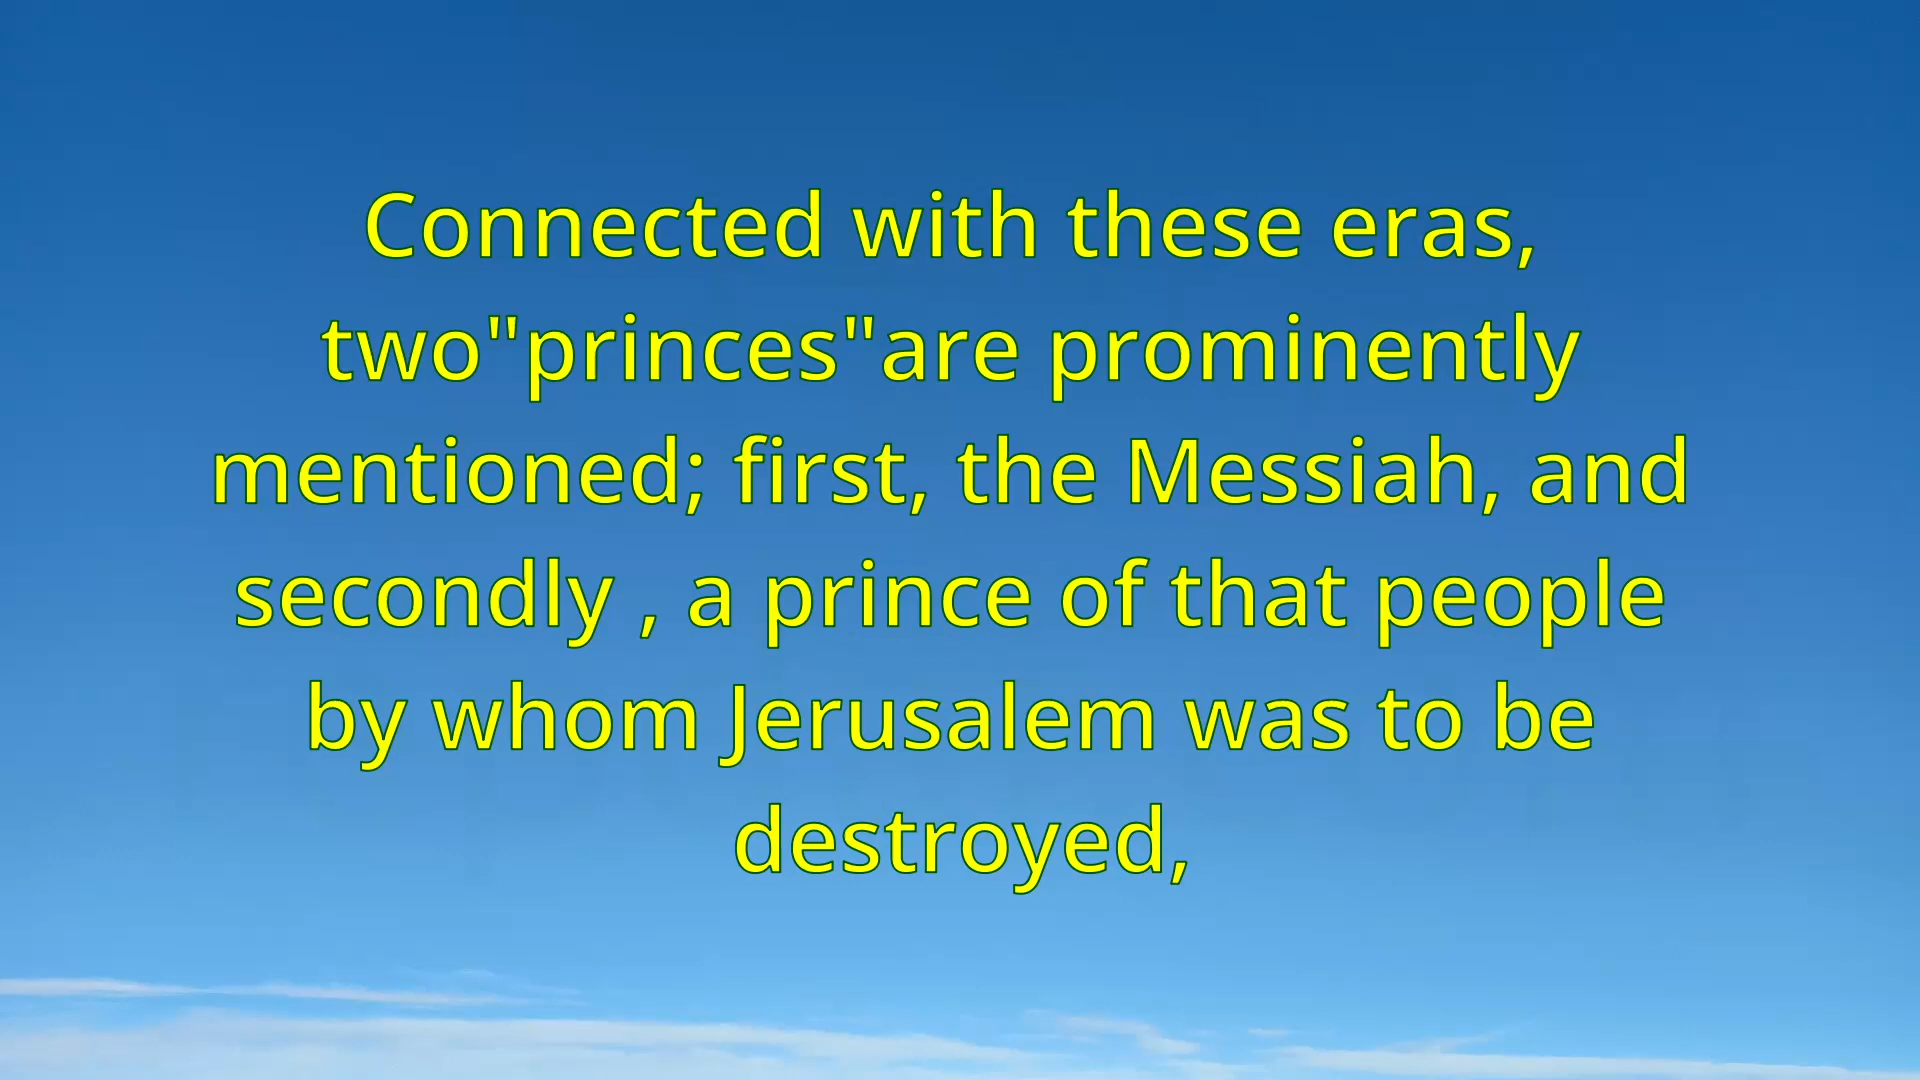 Connected with these eras,
two"princes"are prominently
mentioned; first, the Messiah, and
secondly , a prince of that people
by whom Jerusalem was to be
destroyed,